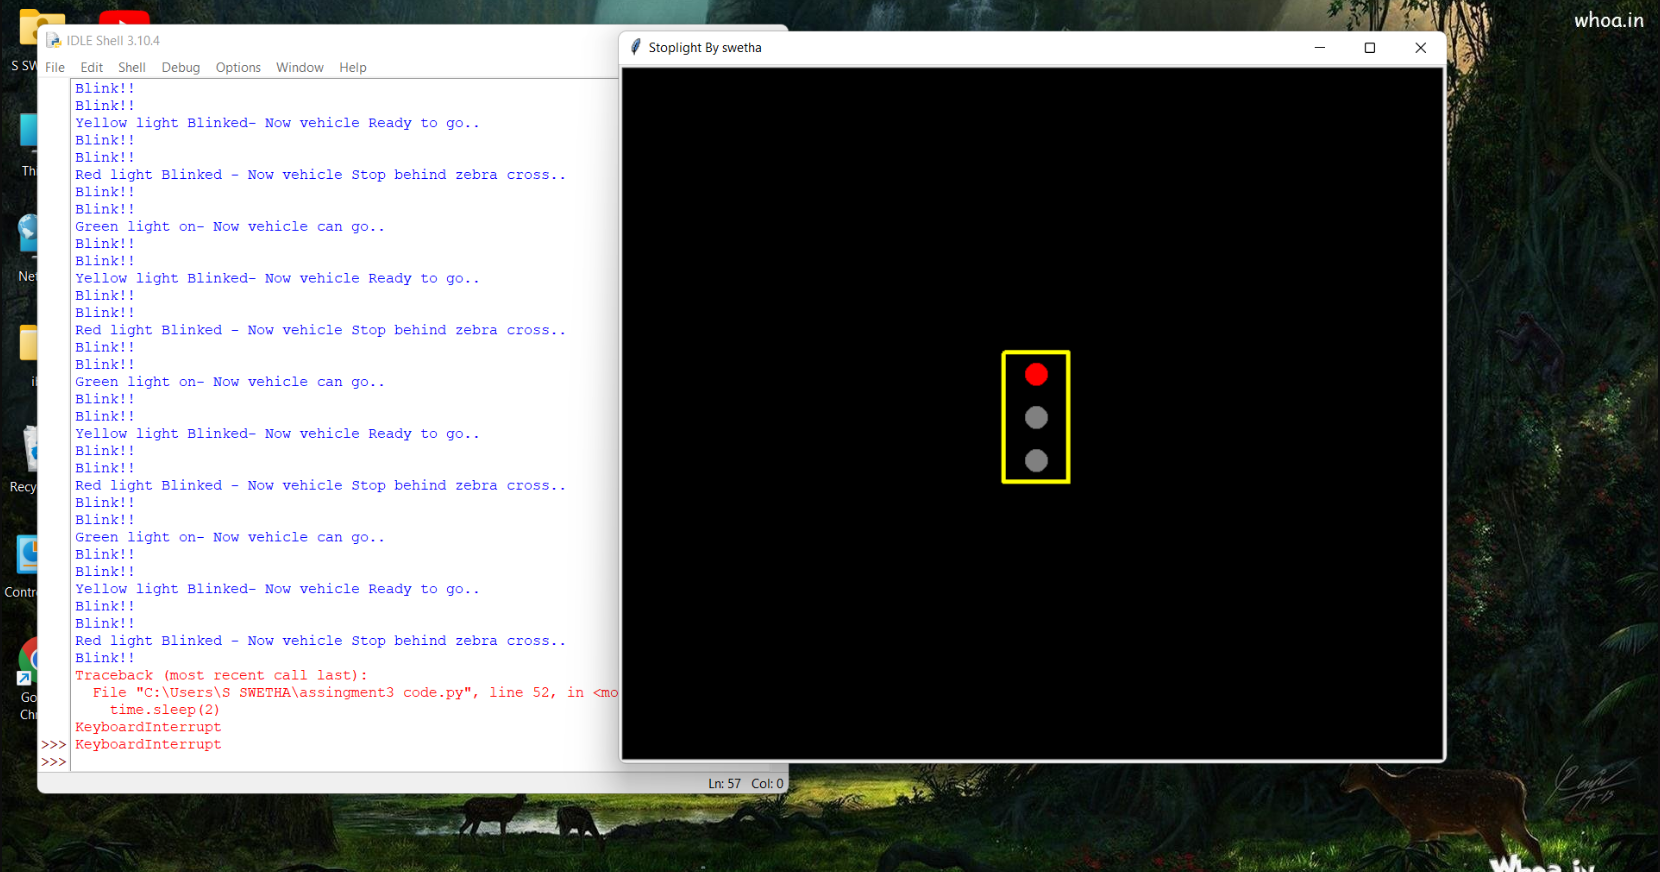 whoa.in
IDLE Shell 3.10.4
File Edit Shell Debug Options Window Help
Blink!!
Blink!!
Yellow light Blinked- Now vehicle Ready to go..
Blink!!
Blink!!
Red light Blinked - Now vehicle Stop behind zebra cross..
Blink!!
Blink!!
Green light on- Now vehicle can go..
Blink!!
Blink!!
Yellow light Blinked- Now vehicle Ready to go..
Blink!!
Blink!!
Red light Blinked - Now vehicle Stop behind zebra cross..
Blink!!
Blink!!
Green light on- Now vehicle can go..
Blink!!
Blink!!
Yellow light Blinked- Now vehicle Ready to go..
Blink!!
Blink!!
Red light Blinked - Now vehicle Stop behind zebra cross..
Blink!!
Blink!!
Green light on- Now vehicle can go..
Blink!!
Blink!!
Yellow light Blinked- Now vehicle Ready to go..
Blink!!
Blink!!
Red light Blinked - Now vehicle Stop behind zebra cross..
Blink!!
Traceback (most recent call last):
File "C:\Users\S SWETHA\assingment3 code.py", line 52, in <mo
time.sleep(2)
KeyboardInterrupt
>>> KeyboardInterrupt
>>>
Ln: 57 Col: 0
Stoplight By swetha
S SW
Thi
Net
Recy
Contro
Go
Chr